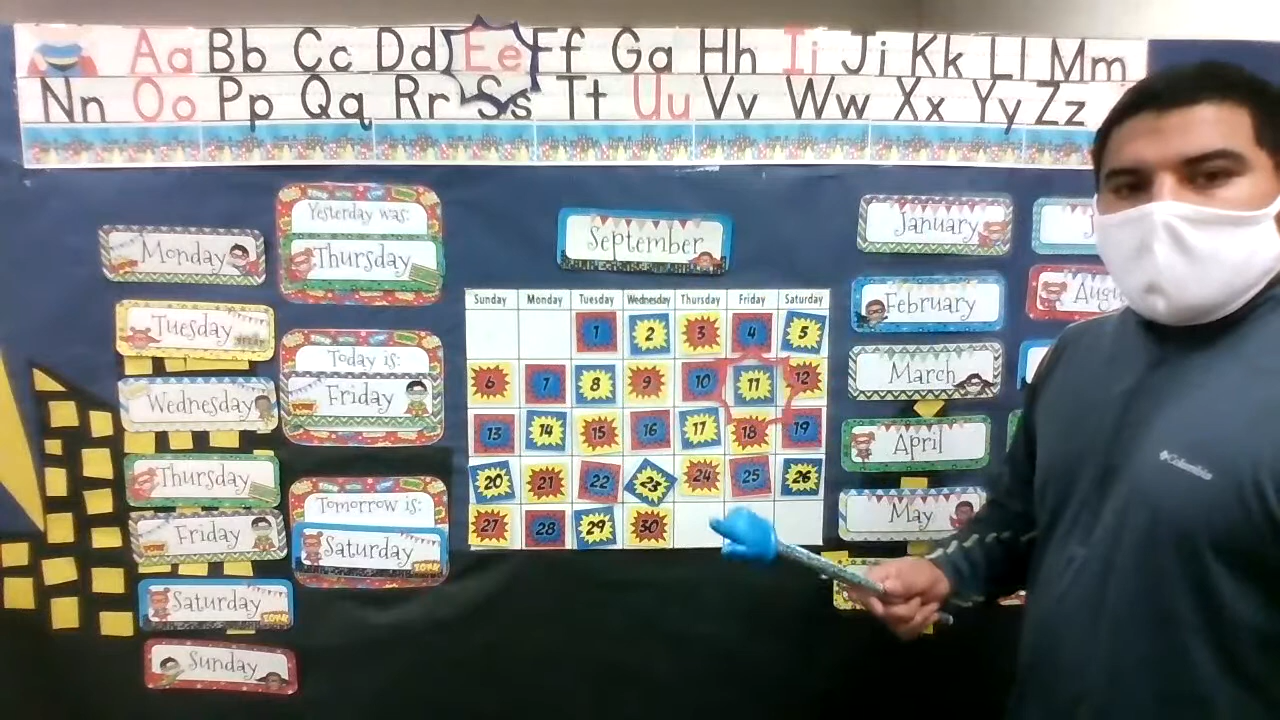 Aa Bb Cc Dd Ee Ff Gg Hh Ii Jj Kk Ll Mm
Nn Oo Pp Qq Rr Ss Tt Uu Vv Ww Xx Yy Zz
Monday
Tuesday
Wednesday
Thursday
Friday
POW
Saturday
ZONK
Sunday
Yesterday was:
Thursday
Today is:
Friday
POW
Tomorrow is:
Saturday
ZONK
September
Sunday Monday Tuesday Wednesday Thursday Friday Saturday
1 2 3 4 5
6 7 8 9 10 11 12
13 14 15 16 17 18 19
20 21 22 23 24 25 26
27 28 29 30
January
February
March
April
May
Columbia